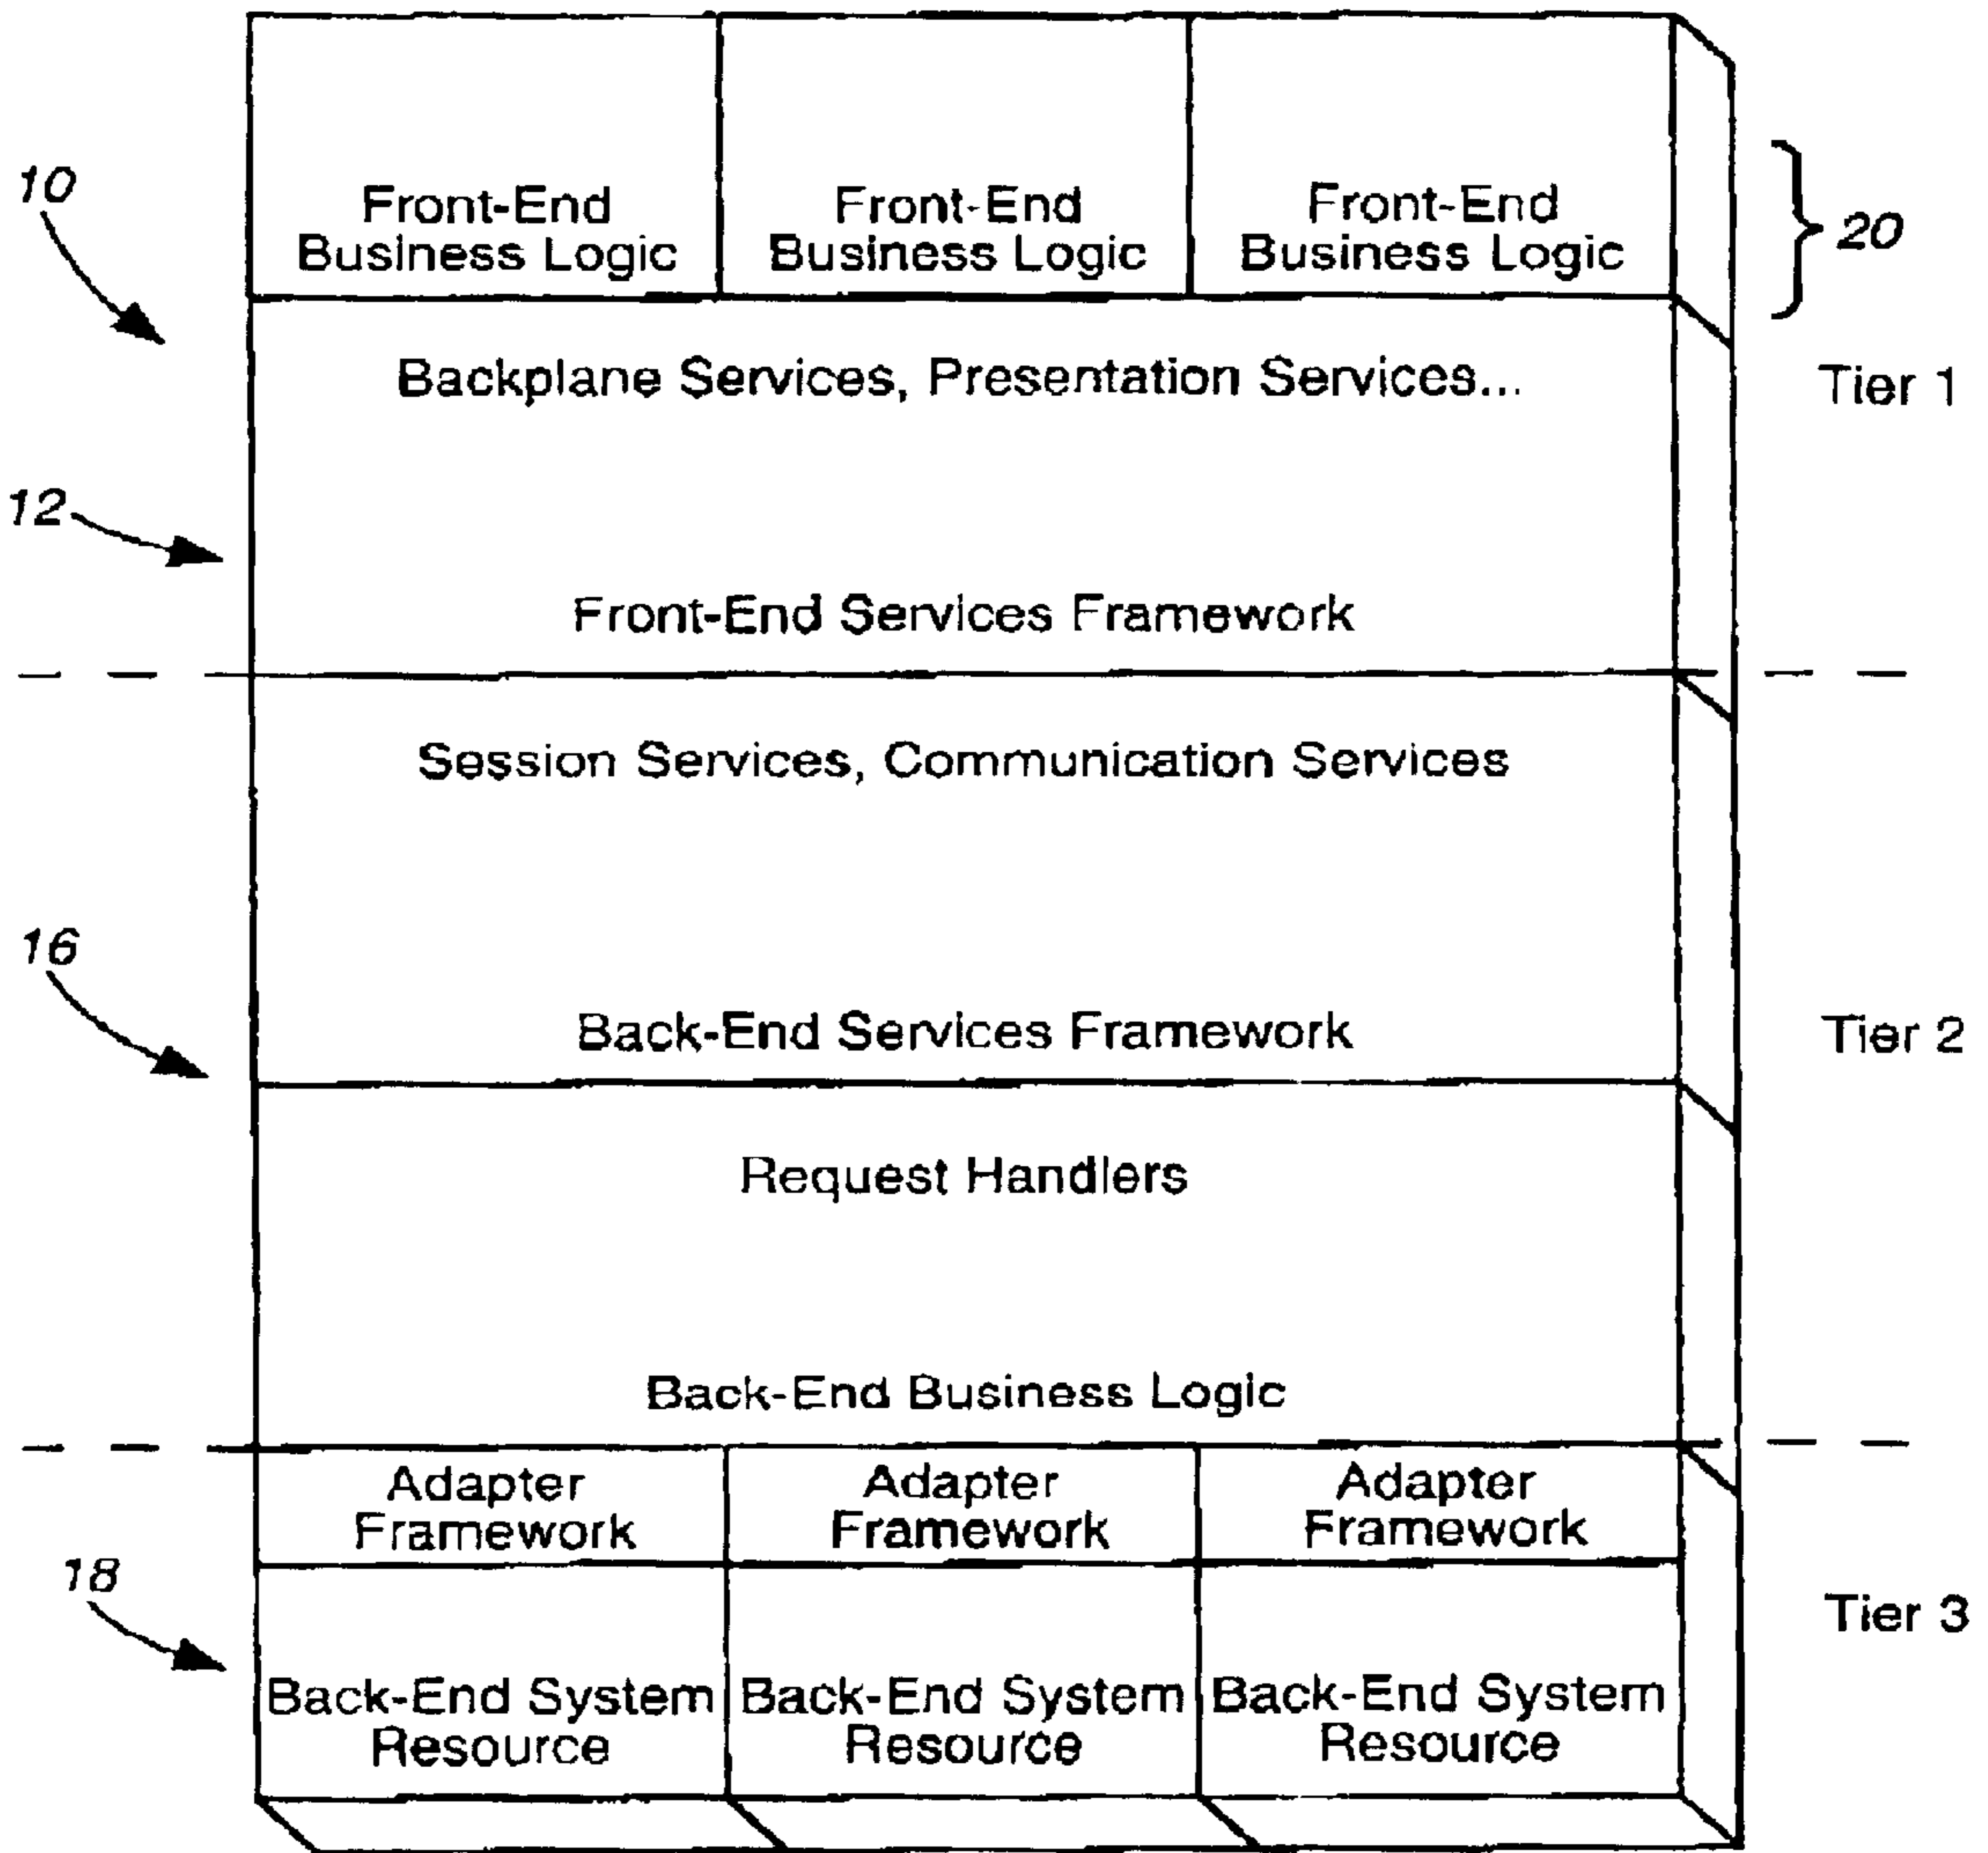 10
Front-End
Business Logic
Front-End
Business Logic
Front-End
Business Logic
20
Backplane Services, Presentation Services...
Tier 1
12
Front-End Services Framework
Session Services, Communication Services
16
Back-End Services Framework
Tier 2
Request Handlers
Back-End Business Logic
Adapter
Framework
Adapter
Framework
Adapter
Framework
18
Tier 3
Back-End System
Resource
Back-End System
Resource
Back-End System
Resource